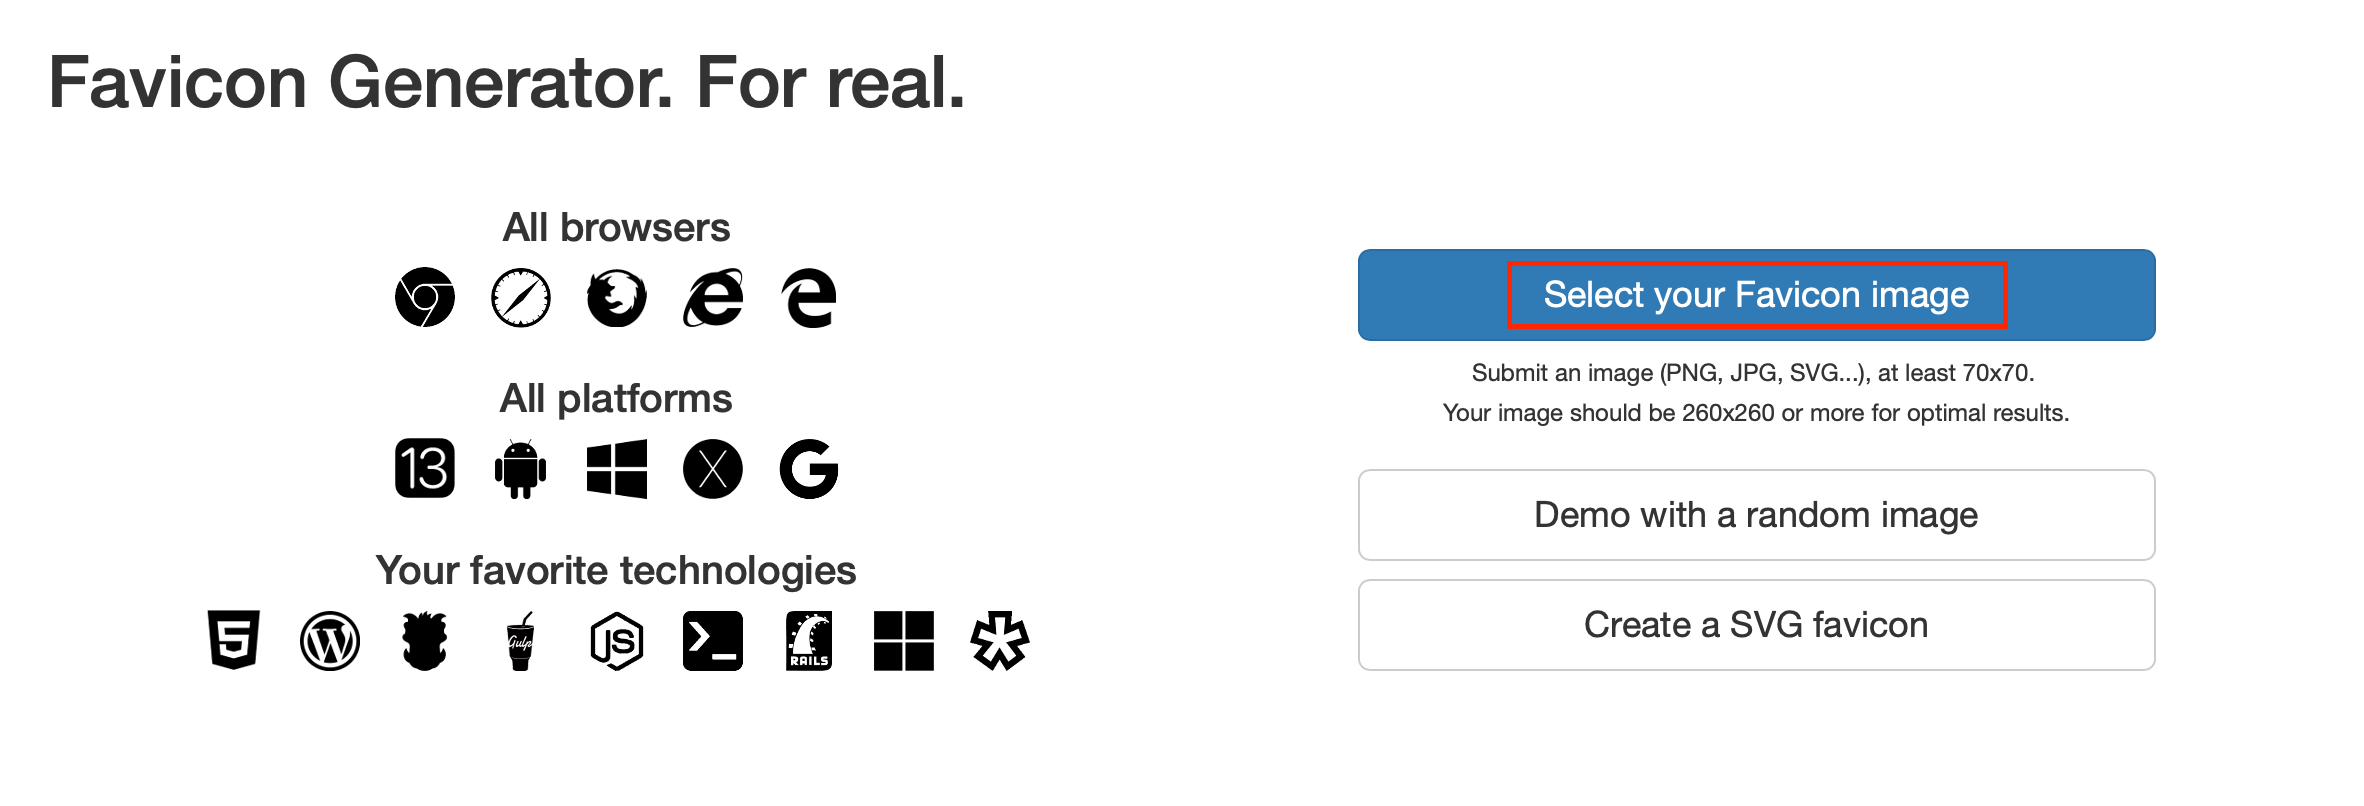 Favicon Generator. For real.
All browsers
All platforms
13
X
G
Your favorite technologies
5
W
Gulp
JS
>_
RAILS
Select your Favicon image
Submit an image (PNG, JPG, SVG...), at least 70x70.
Your image should be 260x260 or more for optimal results.
Demo with a random image
Create a SVG favicon